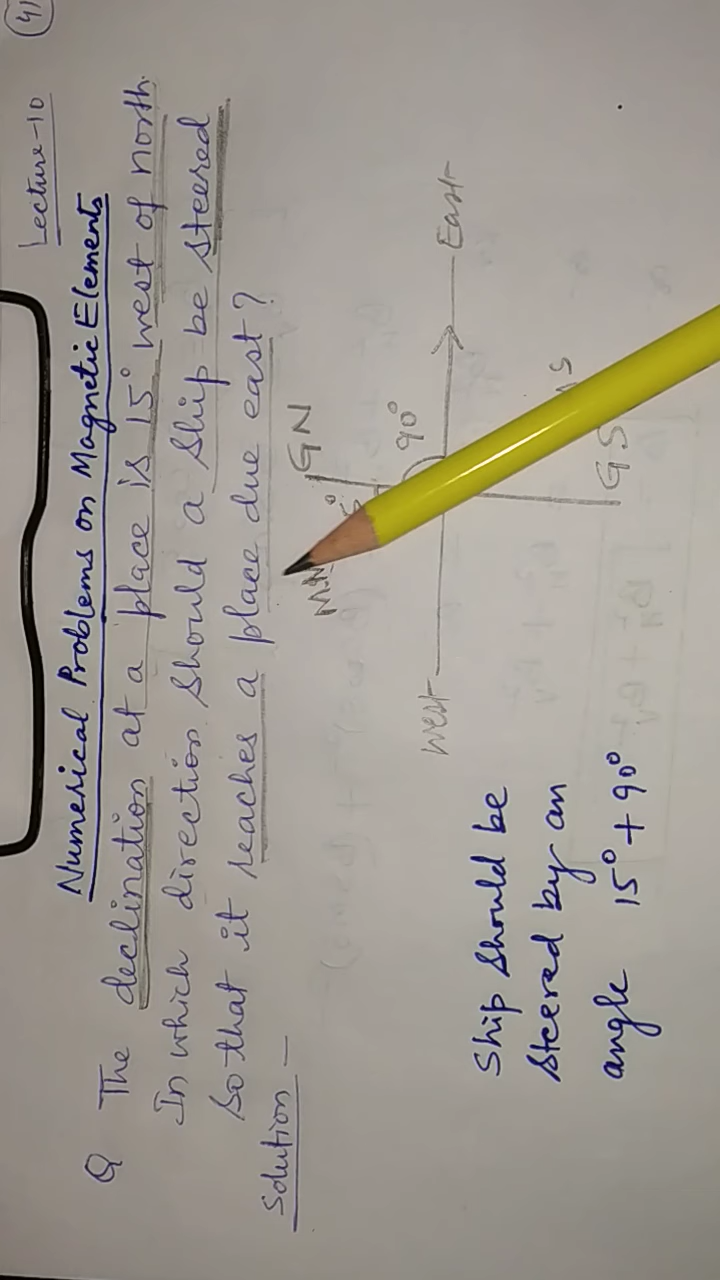 41
Lecture-10
Numerical Problems on Magnetic Elements
Q The declination at a place is 15° west of north.
In which direction should a ship be steered
so that it reaches a place due east?
Solution -
GN
90°
West
East
GS
Ship should be
steered by an
angle 15° + 90°